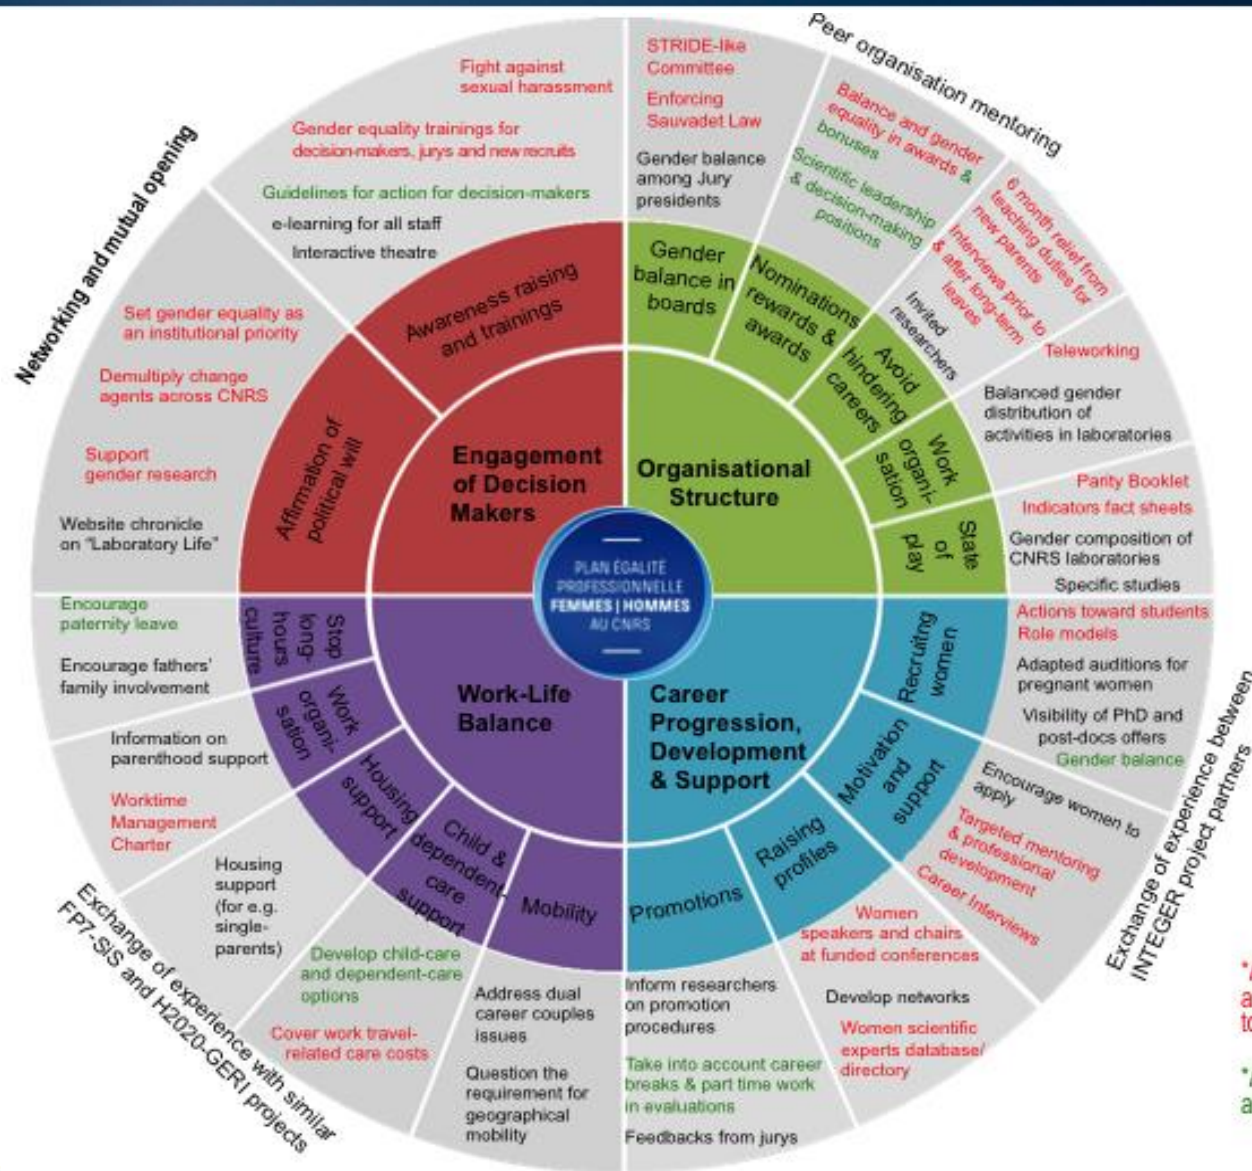 Peer organisation mentoring
Networking and mutual opening
Exchange of experience between
INTEGER project partners
Exchange of experience with similar
FP7-SiS and H2020-GERI projects
PLAN ÉGALITÉ
PROFESSIONNELLE
FEMMES | HOMMES
AU CNRS
Engagement
of Decision
Makers
Affirmation of
political will
Set gender equality as
an institutional priority
Demultiply change
agents across CNRS
Support
gender research
Website chronicle
on "Laboratory Life"
Awareness raising
and trainings
Fight against
sexual harassment
Gender equality trainings for
decision-makers, jurys and new recruits
Guidelines for action for decision-makers
e-learning for all staff
Interactive theatre
Organisational
Structure
Gender
balance in
boards
STRIDE-like
Committee
Enforcing
Sauvadet Law
Gender balance
among Jury
presidents
Nominations
rewards &
awards
Balance and gender
equality in awards &
bonuses
Scientific leadership
& decision-making
positions
Avoid
hindering
careers
6 month relief from
teaching duties for
new parents
Interviews prior to
& after long-term
leaves
Invited
researchers
Work
organi-
sation
Teleworking
Balanced gender
distribution of
activities in laboratories
State
of
play
Parity Booklet
Indicators fact sheets
Gender composition of
CNRS laboratories
Specific studies
Career
Progression,
Development
& Support
Recruiting
women
Actions toward students
Role models
Adapted auditions for
pregnant women
Visibility of PhD and
post-docs offers
Gender balance
Motivation
and
support
Encourage women to
apply
Targeted mentoring
& professional
development
Career Interviews
Raising
profiles
Women
speakers and chairs
at funded conferences
Develop networks
Women scientific
experts database/
directory
Promotions
Inform researchers
on promotion
procedures
Take into account career
breaks & part time work
in evaluations
Feedbacks from jurys
Work-Life
Balance
Mobility
Address dual
career couples
issues
Question the
requirement for
geographical
mobility
Child &
dependent-
care
support
Develop child-care
and dependent-care
options
Cover work travel-
related care costs
Housing
support
Housing
support
(for e.g.
single-
parents)
Work
organi-
sation
Information on
parenthood support
Worktime
Management
Charter
Stop
long-
hours
culture
Encourage
paternity leave
Encourage fathers'
family involvement